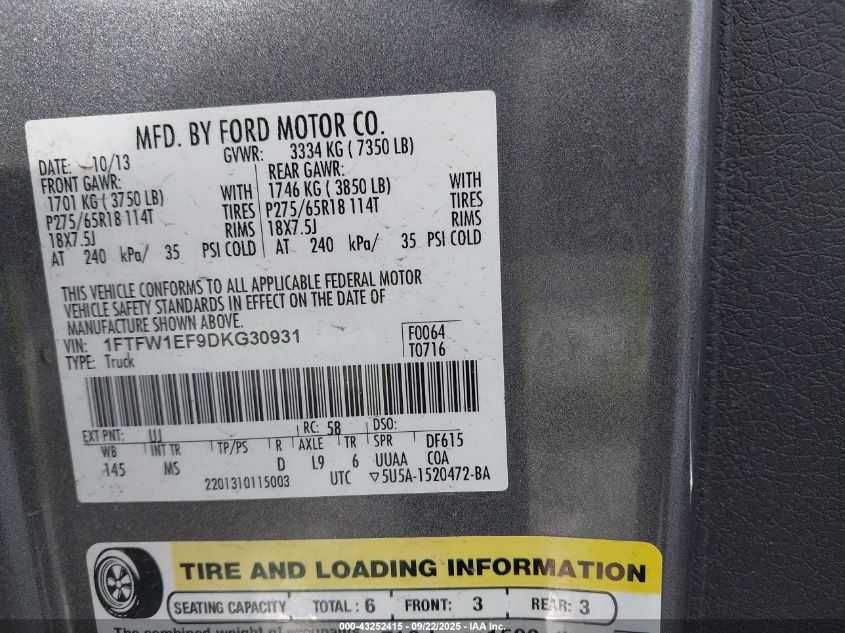 MFD. BY FORD MOTOR CO.
DATE: 10/13 GVWR: 3334 KG ( 7350 LB)
FRONT GAWR: REAR GAWR:
1701 KG ( 3750 LB) WITH 1746 KG ( 3850 LB) WITH
P275/65R18 114T TIRES P275/65R18 114T TIRES
18X7.5J RIMS 18X7.5J RIMS
AT 240 kPa/ 35 PSI COLD AT 240 kPa/ 35 PSI COLD
THIS VEHICLE CONFORMS TO ALL APPLICABLE FEDERAL MOTOR
VEHICLE SAFETY STANDARDS IN EFFECT ON THE DATE OF
MANUFACTURE SHOWN ABOVE.
VIN: 1FTFW1EF9DKG30931 F0064
TYPE: Truck T0716
EXT PNT: UJ RC: 58 DSO:
WB INT TR TP/PS R AXLE TR SPR DF615
145 MS D L9 6 UUAA COA
2201310115003 UTC ▽5U5A-1520472-BA
TIRE AND LOADING INFORMATION
SEATING CAPACITY TOTAL : 6 FRONT: 3 REAR: 3
The combined weight of
000-43252415 - 09/22/2025 - IAA Inc.